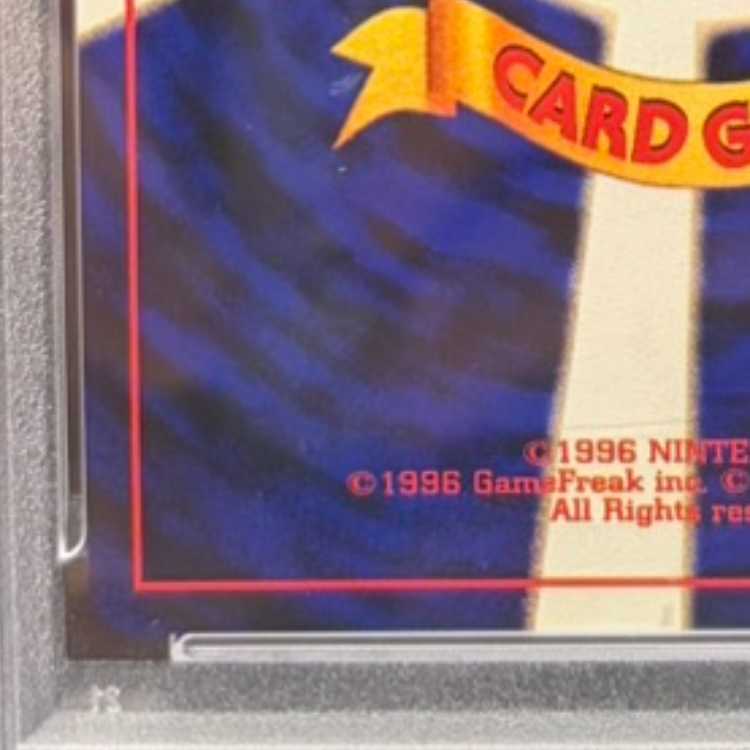 CARD G
©1996 NINTE
©1996 GameFreak inc. ©
All Rights res